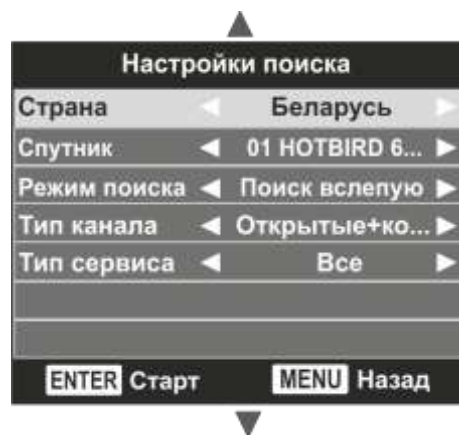 Настройки поиска
Страна Беларусь
Спутник 01 HOTBIRD 6...
Режим поиска Поиск вслепую
Тип канала Открытые+ко...
Тип сервиса Все
ENTER Старт MENU Назад